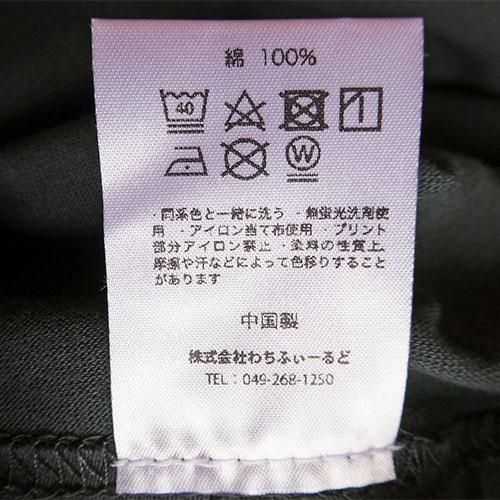 綿 100%
40
W
・同系色と一緒に洗う ・無蛍光洗剤使
用 ・アイロン当て布使用 ・プリント
部分アイロン禁止 ・染料の性質上、
摩擦や汗などによって色移りすること
があります
中国製
株式会社わちふぃーるど
TEL：049-268-1250